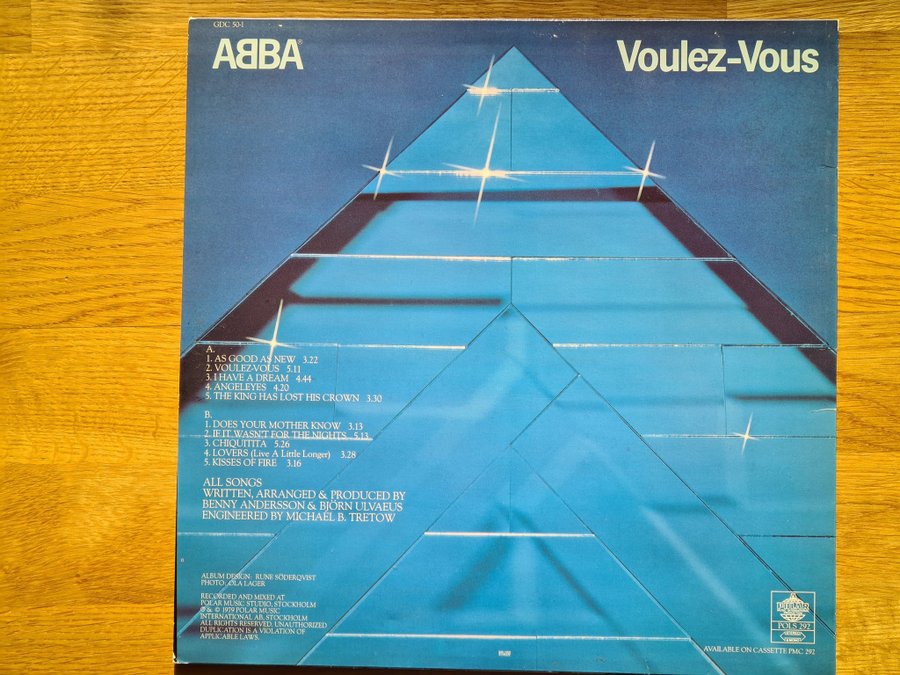 GDC 50-1
ABBA®
Voulez-Vous
A.
1. AS GOOD AS NEW 3.22
2. VOULEZ-VOUS 5.11
3. I HAVE A DREAM 4.44
4. ANGELEYES 4.20
5. THE KING HAS LOST HIS CROWN 3.30
B.
1. DOES YOUR MOTHER KNOW 3.13
2. IF IT WASN'T FOR THE NIGHTS 5.13
3. CHIQUITITA 5.26
4. LOVERS (Live A Little Longer) 3.28
5. KISSES OF FIRE 3.16
ALL SONGS
WRITTEN, ARRANGED & PRODUCED BY
BENNY ANDERSSON & BJÖRN ULVAEUS
ENGINEERED BY MICHAEL B. TRETOW
6
ALBUM DESIGN: RUNE SÖDERQVIST
PHOTO: OLA LAGER
RECORDED AND MIXED AT
POLAR MUSIC STUDIO, STOCKHOLM
℗ & © 1979 POLAR MUSIC
INTERNATIONAL AB, STOCKHOLM
ALL RIGHTS RESERVED, UNAUTHORIZED
DUPLICATION IS A VIOLATION OF
APPLICABLE LAWS.
POLAR
POLS 292
AVAILABLE ON CASSETTE PMC 292